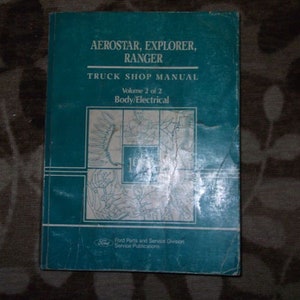 AEROSTAR, EXPLORER,
RANGER
TRUCK SHOP MANUAL
Volume 2 of 2
Body/Electrical
Ford Parts and Service Division
Service Publications